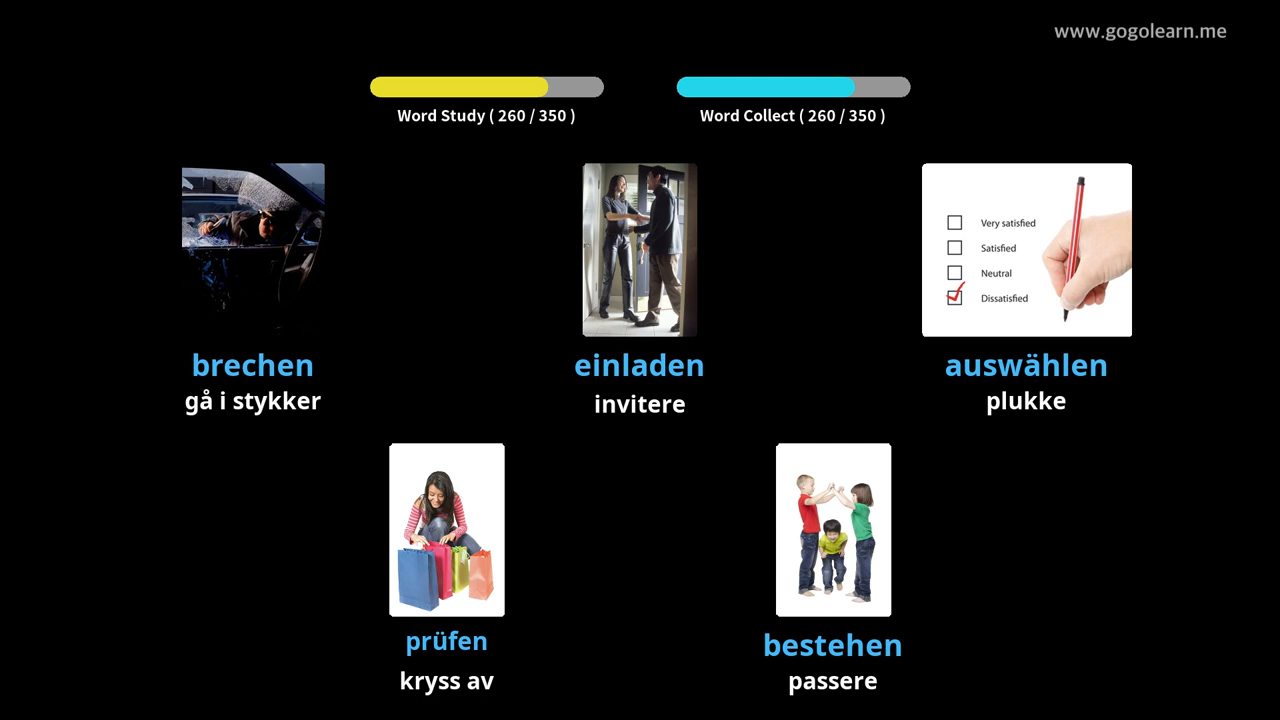 www.gogolearn.me
Word Study ( 260 / 350 )
Word Collect ( 260 / 350 )
Very satisfied
Satisfied
Neutral
Dissatisfied
brechen
gå i stykker
einladen
invitere
auswählen
plukke
prüfen
kryss av
bestehen
passere